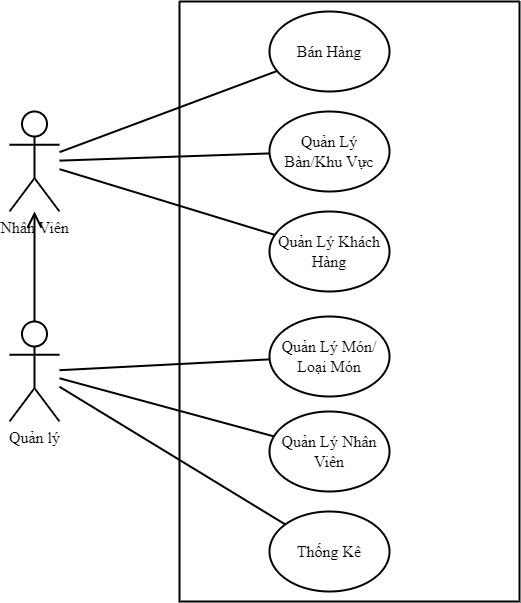 Bán Hàng
Quản Lý
Bàn/Khu Vực
Nhân Viên
Quản Lý Khách
Hàng
Quản Lý Món/
Loại Món
Quản lý
Quản Lý Nhân
Viên
Thống Kê